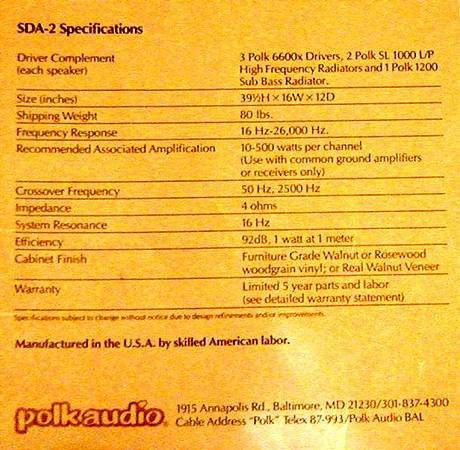 SDA-2 Specifications
Driver Complement 3 Polk 6600x Drivers, 2 Polk SL 1000 L/P
(each speaker) High Frequency Radiators and 1 Polk 1200
Sub Bass Radiator.
Size (inches) 39½H × 16W × 12D
Shipping Weight 80 lbs.
Frequency Response 16 Hz-26,000 Hz.
Recommended Associated Amplification 10-500 watts per channel
(Use with common ground amplifiers
or receivers only)
Crossover Frequency 50 Hz, 2500 Hz
Impedance 4 ohms
System Resonance 16 Hz
Efficiency 92dB, 1 watt at 1 meter
Cabinet Finish Furniture Grade Walnut or Rosewood
woodgrain vinyl; or Real Walnut Veneer
Warranty Limited 5 year parts and labor
(see detailed warranty statement)
Specifications subject to change without notice due to design refinements and/or improvements.
Manufactured in the U.S.A. by skilled American labor.
polkaudio® 1915 Annapolis Rd., Baltimore, MD 21230/301-837-4300
Cable Address "Polk" Telex 87-993/Polk Audio BAL